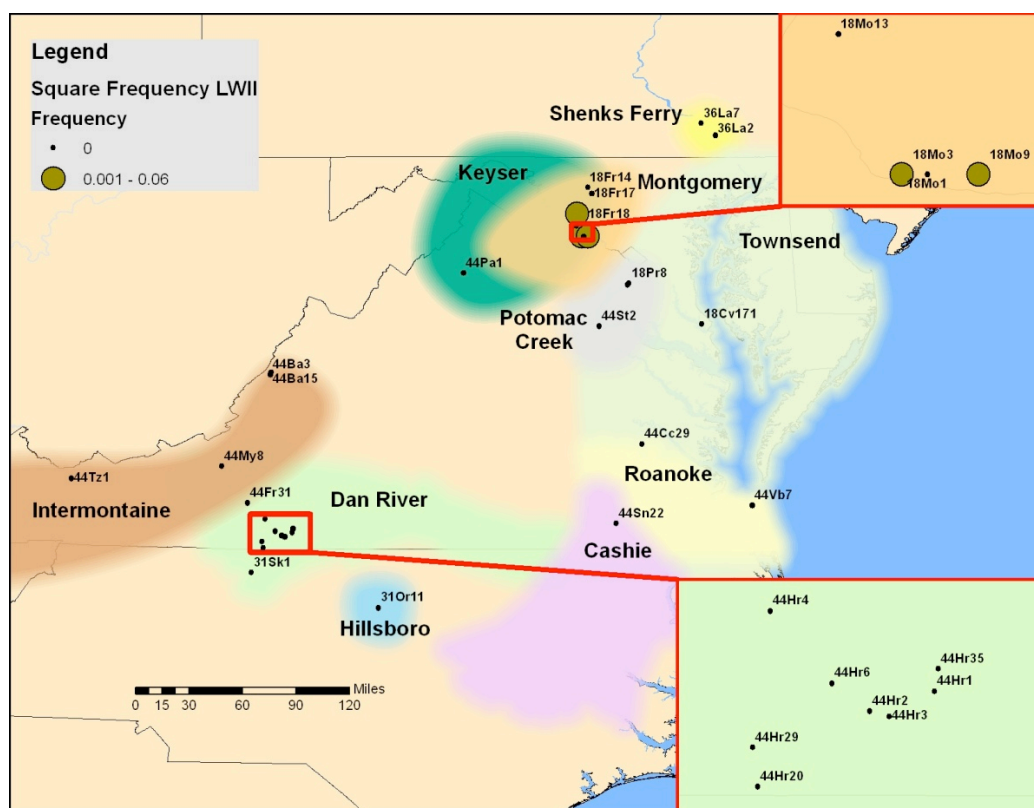 Legend
Square Frequency LWII
Frequency
0
0.001 - 0.06
18Mo13
18Mo3
18Mo9
18Mo1
Shenks Ferry
36La7
36La2
Keyser
18Fr14
18Fr17
Montgomery
18Fr18
Townsend
44Pa1
18Pr8
Potomac
Creek
44St2
18Cv171
44Ba3
44Ba15
44Cc29
44My8
44Tz1
Roanoke
Intermontaine
44Fr31
Dan River
44Vb7
44Sn22
Cashie
31Sk1
31Or11
Hillsboro
Miles
0 15 30 60 90 120
44Hr4
44Hr35
44Hr6
44Hr1
44Hr2
44Hr3
44Hr29
44Hr20